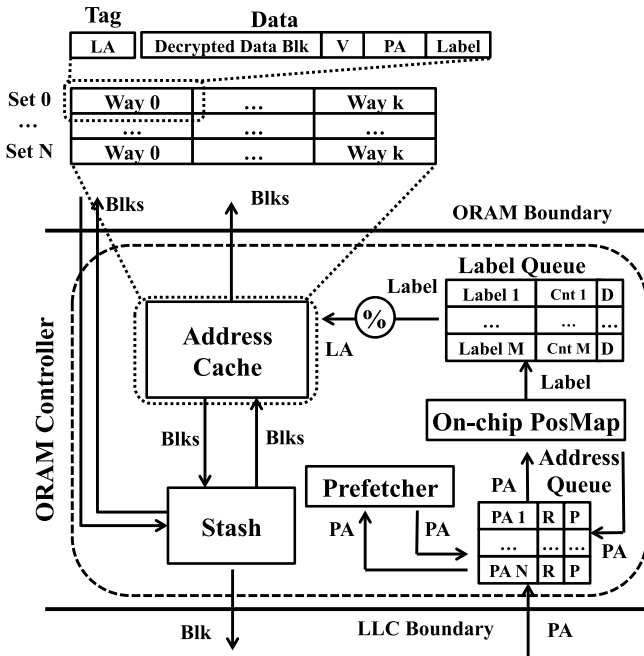 Tag
Data
LA
Decrypted Data Blk
V
PA
Label
Set 0
Way 0
...
Way k
...
...
...
...
Set N
Way 0
...
Way k
Blks
Blks
ORAM Boundary
ORAM Controller
Label Queue
Label
Label 1
Cnt 1
D
...
...
...
Label M
Cnt M
D
%
LA
Address
Cache
Label
On-chip PosMap
Blks
Blks
Address
Queue
PA
Prefetcher
Stash
PA 1
R
P
PA
PA
PA
...
...
...
PA N
R
P
Blk
LLC Boundary
PA